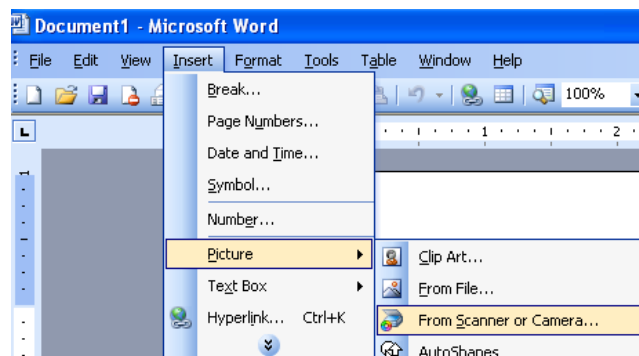 Document1 - Microsoft Word
File Edit View Insert Format Tools Table Window Help
100%
Break...
Page Numbers...
Date and Time...
Symbol...
Number...
Picture
Text Box
Hyperlink... Ctrl+K
Clip Art...
From File...
From Scanner or Camera...
AutoShapes
1 2